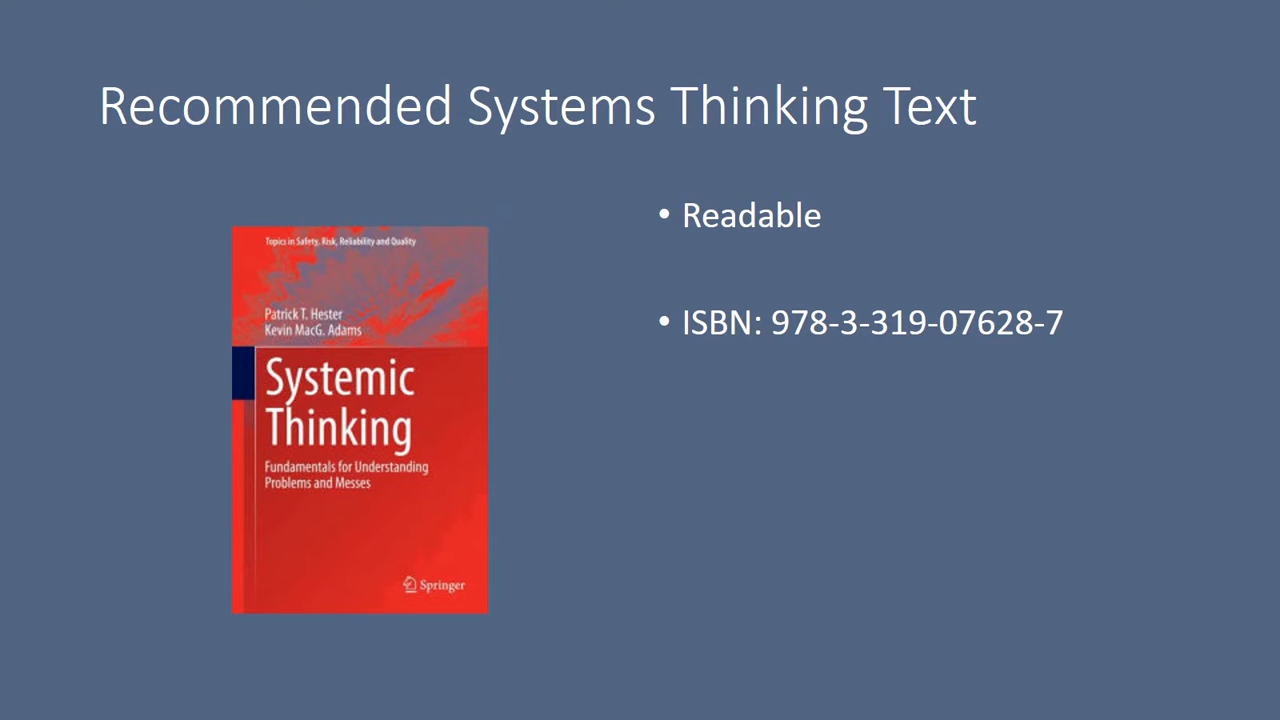 Recommended Systems Thinking Text
Topics in Safety, Risk, Reliability and Quality
Patrick T. Hester
Kevin MacG. Adams
Systemic
Thinking
Fundamentals for Understanding
Problems and Messes
Springer
• Readable
• ISBN: 978-3-319-07628-7